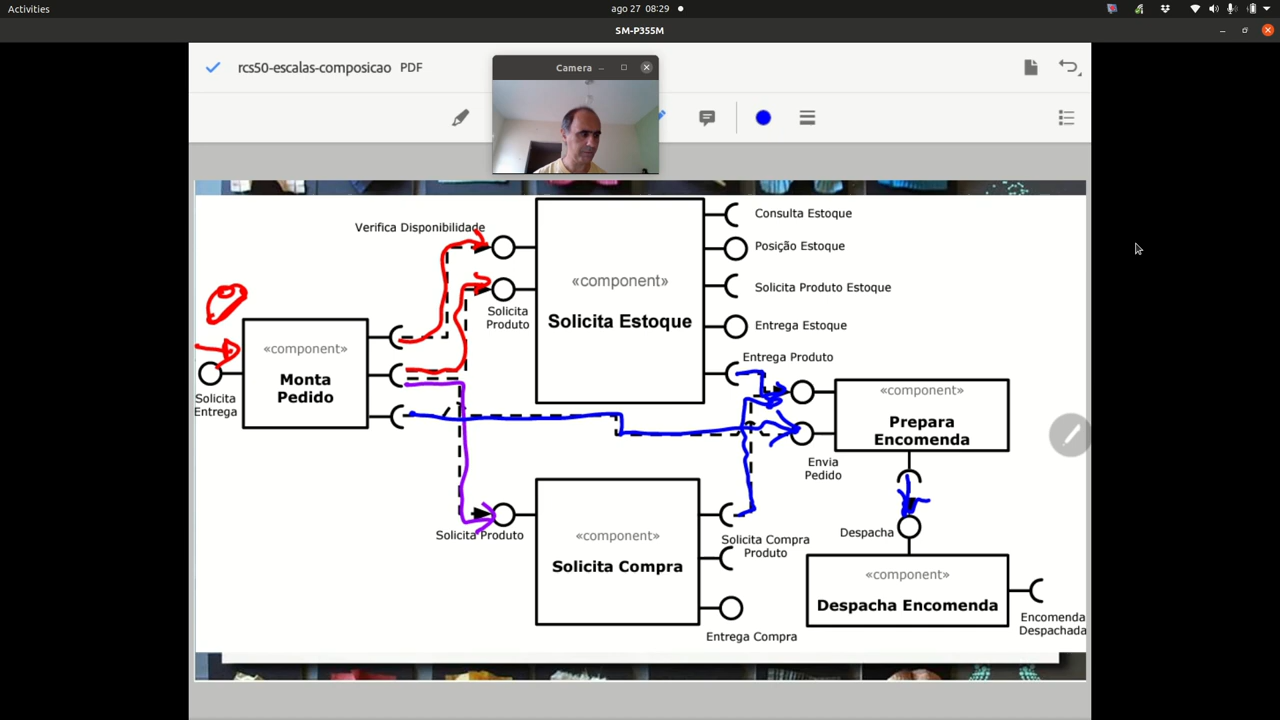 Activities
ago 27 08:29
SM-P355M
rcs50-escalas-composicao PDF
Camera
Verifica Disponibilidade
Solicita
Produto
«component»
Solicita Estoque
Consulta Estoque
Posição Estoque
Solicita Produto Estoque
Entrega Estoque
Entrega Produto
«component»
Monta
Pedido
Solicita
Entrega
«component»
Prepara
Encomenda
Envia
Pedido
Solicita Produto
«component»
Solicita Compra
Solicita Compra
Produto
Entrega Compra
Despacha
«component»
Despacha Encomenda
Encomenda
Despachada